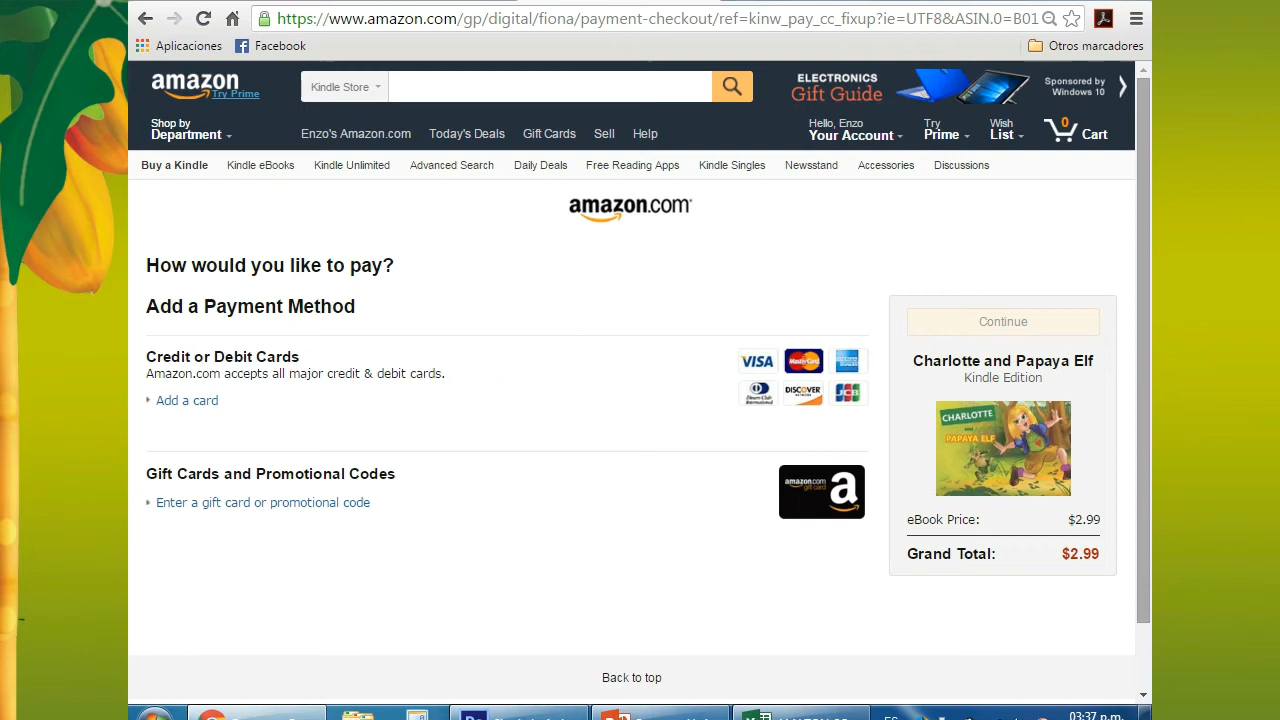 https://www.amazon.com/gp/digital/fiona/payment-checkout/ref=kinw_pay_cc_fixup?ie=UTF8&ASIN.0=B01
Aplicaciones Facebook Otros marcadores
amazon Try Prime
Kindle Store
ELECTRONICS Gift Guide
Sponsored by Windows 10
Shop by Department
Enzo's Amazon.com Today's Deals Gift Cards Sell Help
Hello, Enzo Your Account
Try Prime
Wish List
0 Cart
Buy a Kindle Kindle eBooks Kindle Unlimited Advanced Search Daily Deals Free Reading Apps Kindle Singles Newsstand Accessories Discussions
amazon.com
How would you like to pay?
Add a Payment Method
Credit or Debit Cards
Amazon.com accepts all major credit & debit cards.
Add a card
VISA MasterCard
Diners Club International DISCOVER JCB
Gift Cards and Promotional Codes
Enter a gift card or promotional code
amazon.com gift card a
Continue
Charlotte and Papaya Elf
Kindle Edition
CHARLOTTE
and
PAPAYA ELF
eBook Price: $2.99
Grand Total: $2.99
Back to top
03:37 p.m.